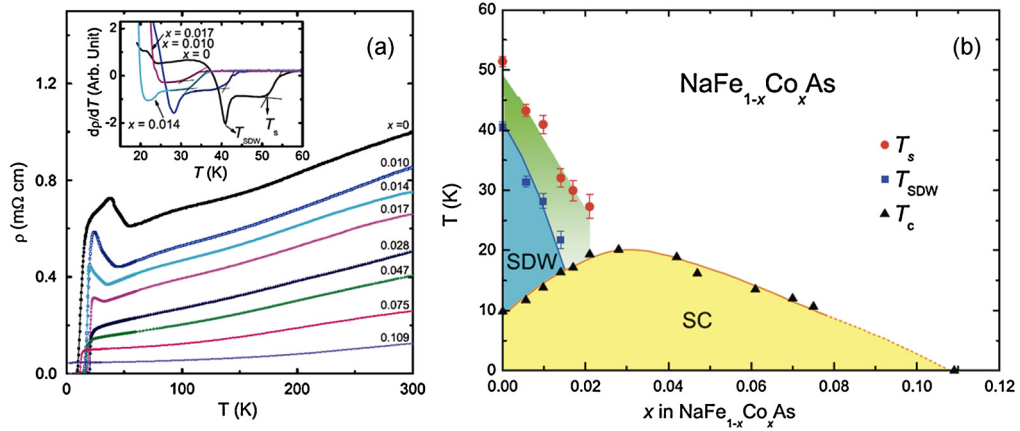 (a)
dρ/dT (Arb. Unit)
2
0
-2
x = 0.017
x = 0.010
x = 0
x = 0.014
T_SDW
T_s
20 30 40 50 60
T (K)
ρ (mΩ cm)
1.2
0.8
0.4
0.0
x =0
0.010
0.014
0.017
0.028
0.047
0.075
0.109
0 100 200 300
T (K)
(b)
NaFe1-xCoxAs
T_s
T_SDW
T_c
SDW
SC
T (K)
60
50
40
30
20
10
0
0.00 0.02 0.04 0.06 0.08 0.10 0.12
x in NaFe1-xCoxAs